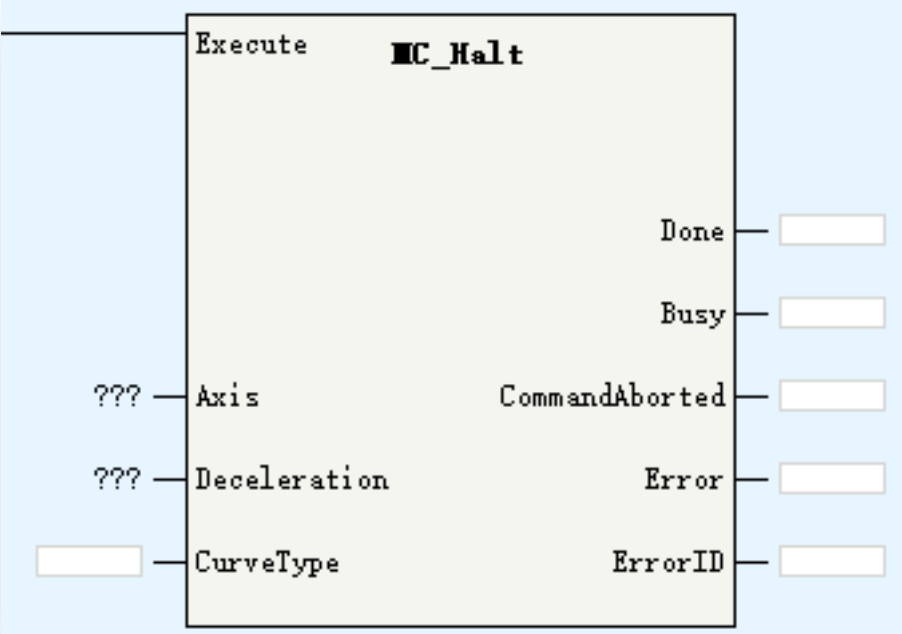 Execute
MC_Halt
Done
Busy
??? Axis CommandAborted
??? Deceleration Error
CurveType ErrorID